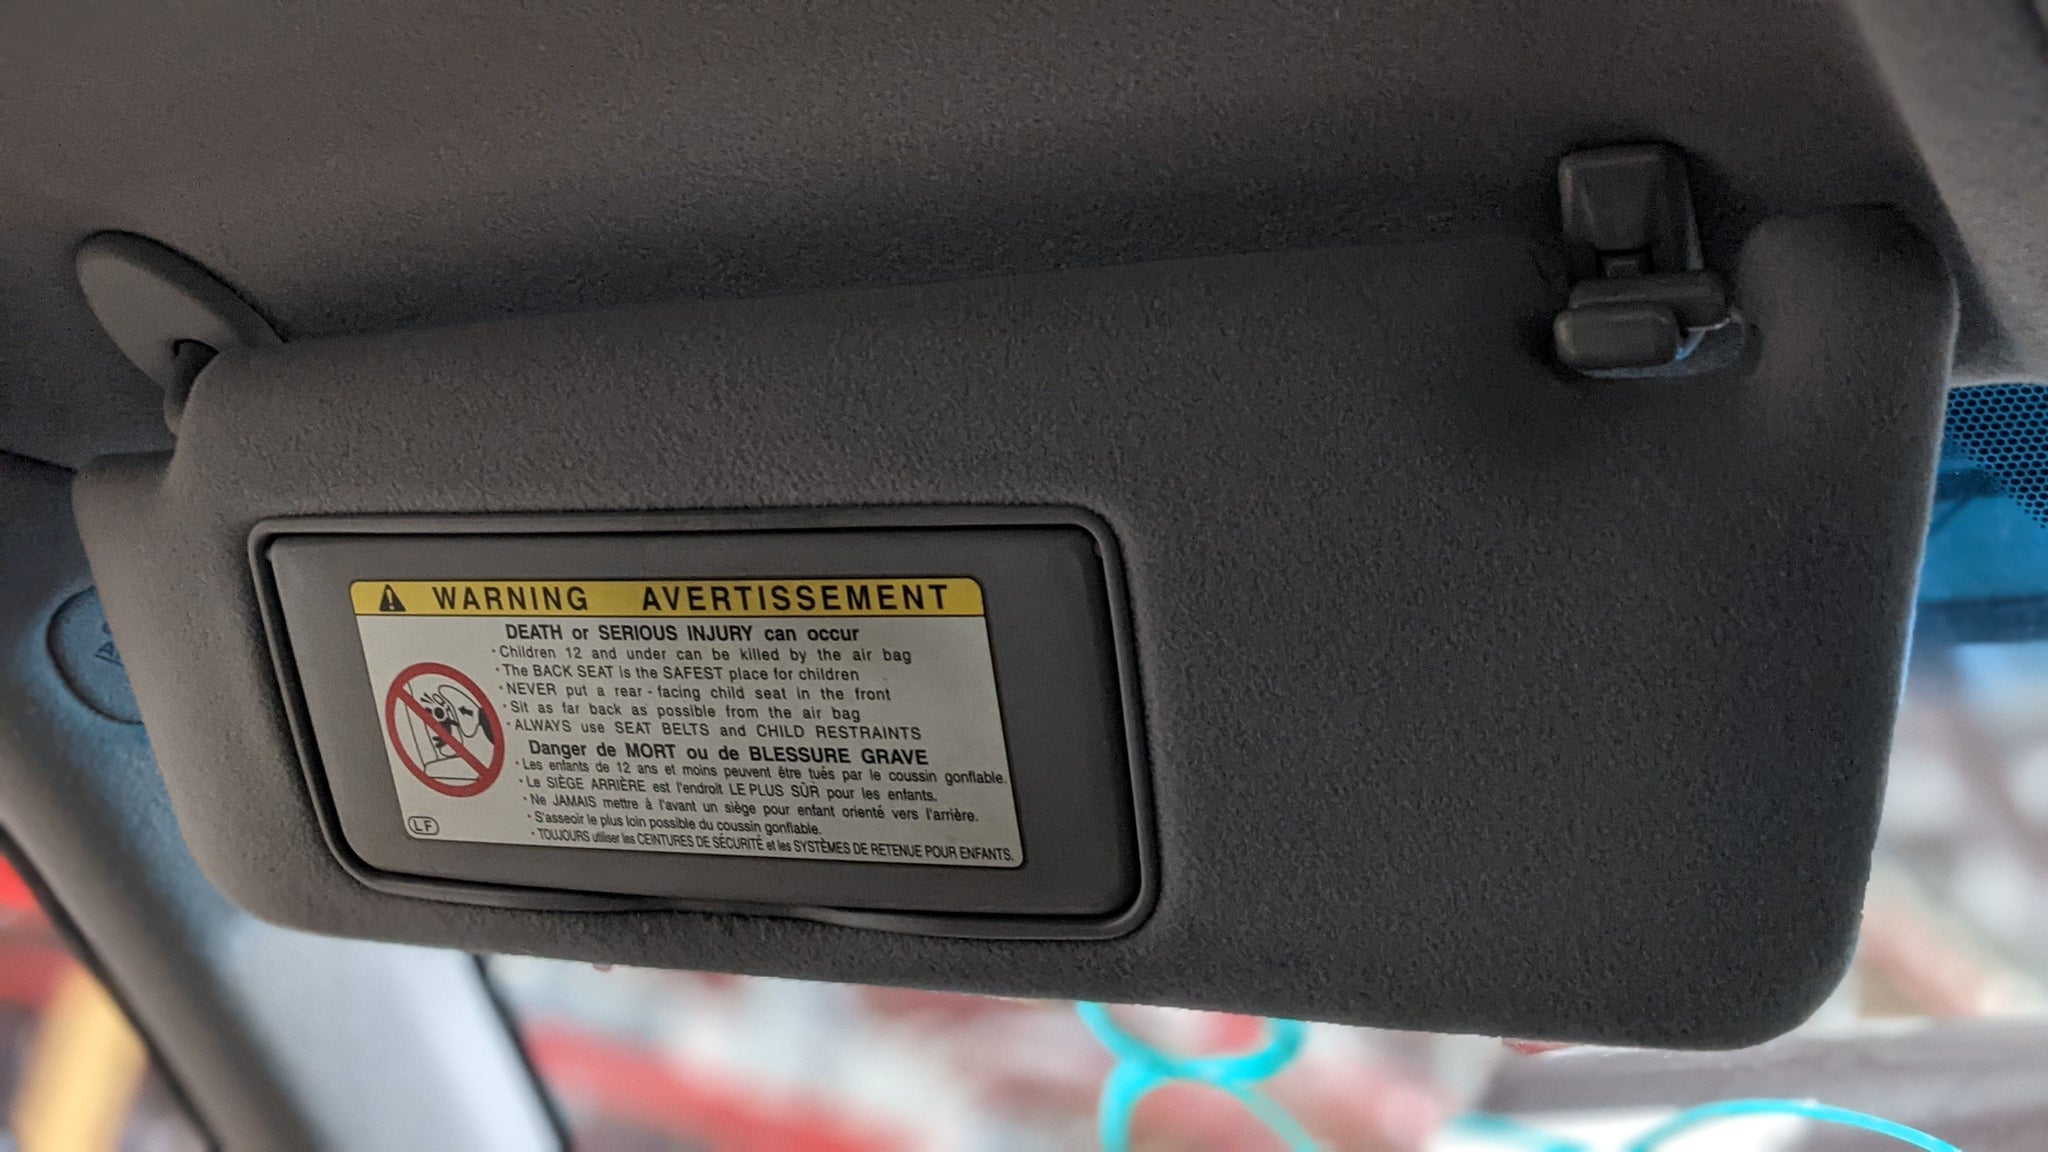 WARNING AVERTISSEMENT
DEATH or SERIOUS INJURY can occur
· Children 12 and under can be killed by the air bag
· The BACK SEAT is the SAFEST place for children
· NEVER put a rear - facing child seat in the front
· Sit as far back as possible from the air bag
· ALWAYS use SEAT BELTS and CHILD RESTRAINTS
Danger de MORT ou de BLESSURE GRAVE
· Les enfants de 12 ans et moins peuvent être tués par le coussin gonflable.
· Le SIÈGE ARRIÈRE est l'endroit LE PLUS SÛR pour les enfants.
· Ne JAMAIS mettre à l'avant un siège pour enfant orienté vers l'arrière.
· S'asseoir le plus loin possible du coussin gonflable.
· TOUJOURS utiliser les CEINTURES DE SÉCURITÉ et les SYSTÈMES DE RETENUE POUR ENFANTS.
LF